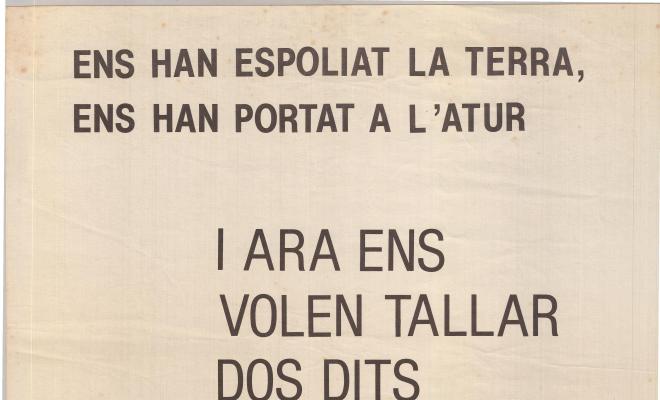 ENS HAN ESPOLIAT LA TERRA,
ENS HAN PORTAT A L'ATUR
I ARA ENS
VOLEN TALLAR
DOS DITS